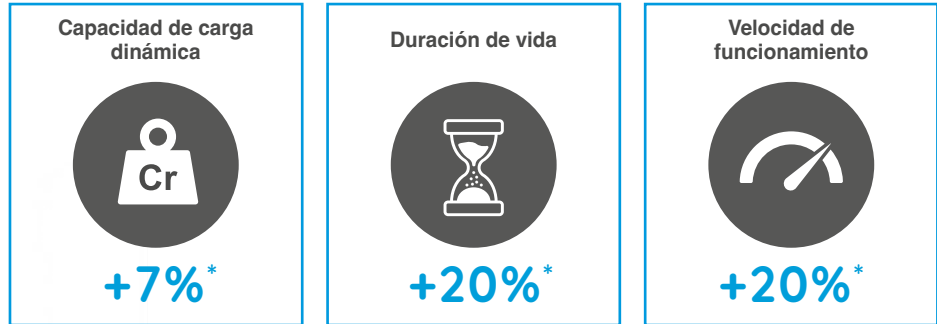 Capacidad de carga
dinámica
Cr
+7%*
Duración de vida
+20%*
Velocidad de
funcionamiento
+20%*